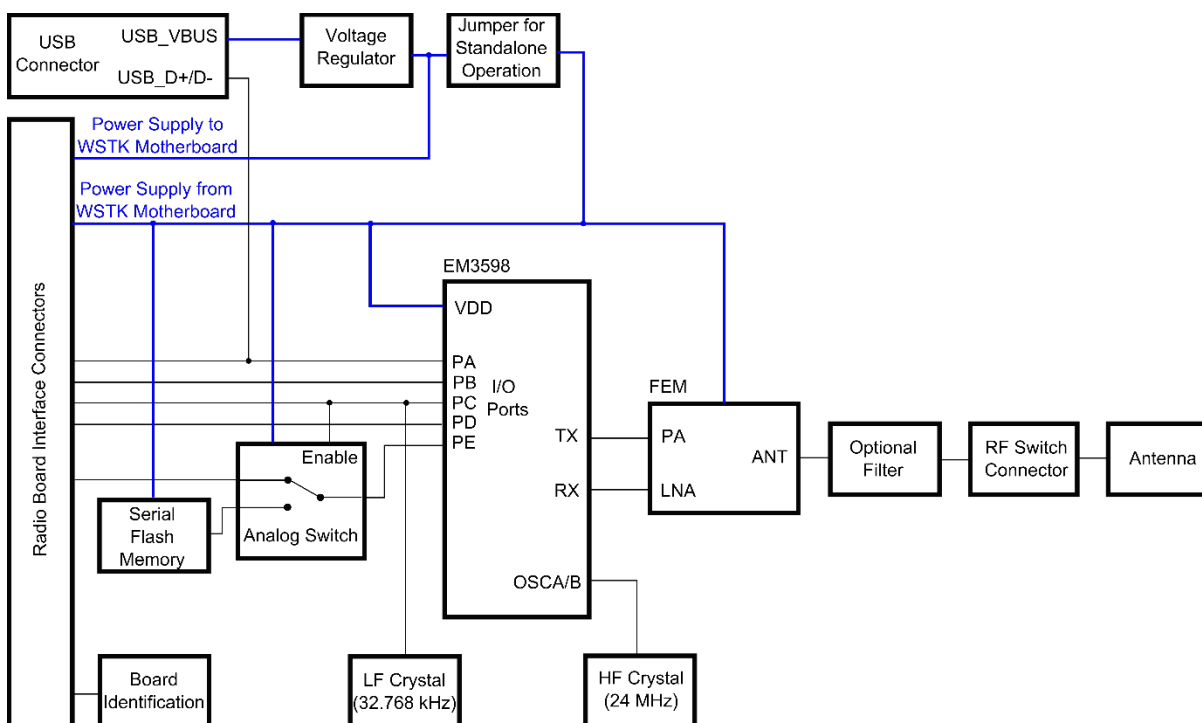 USB
Connector
USB_VBUS
USB_D+/D-
Voltage
Regulator
Jumper for
Standalone
Operation
Power Supply to
WSTK Motherboard
Power Supply from
WSTK Motherboard
Radio Board Interface Connectors
EM3598
VDD
PA
PB
PC
PD
PE
I/O
Ports
TX
RX
OSCA/B
FEM
PA
LNA
ANT
Optional
Filter
RF Switch
Connector
Antenna
Enable
Analog Switch
Serial
Flash
Memory
Board
Identification
LF Crystal
(32.768 kHz)
HF Crystal
(24 MHz)